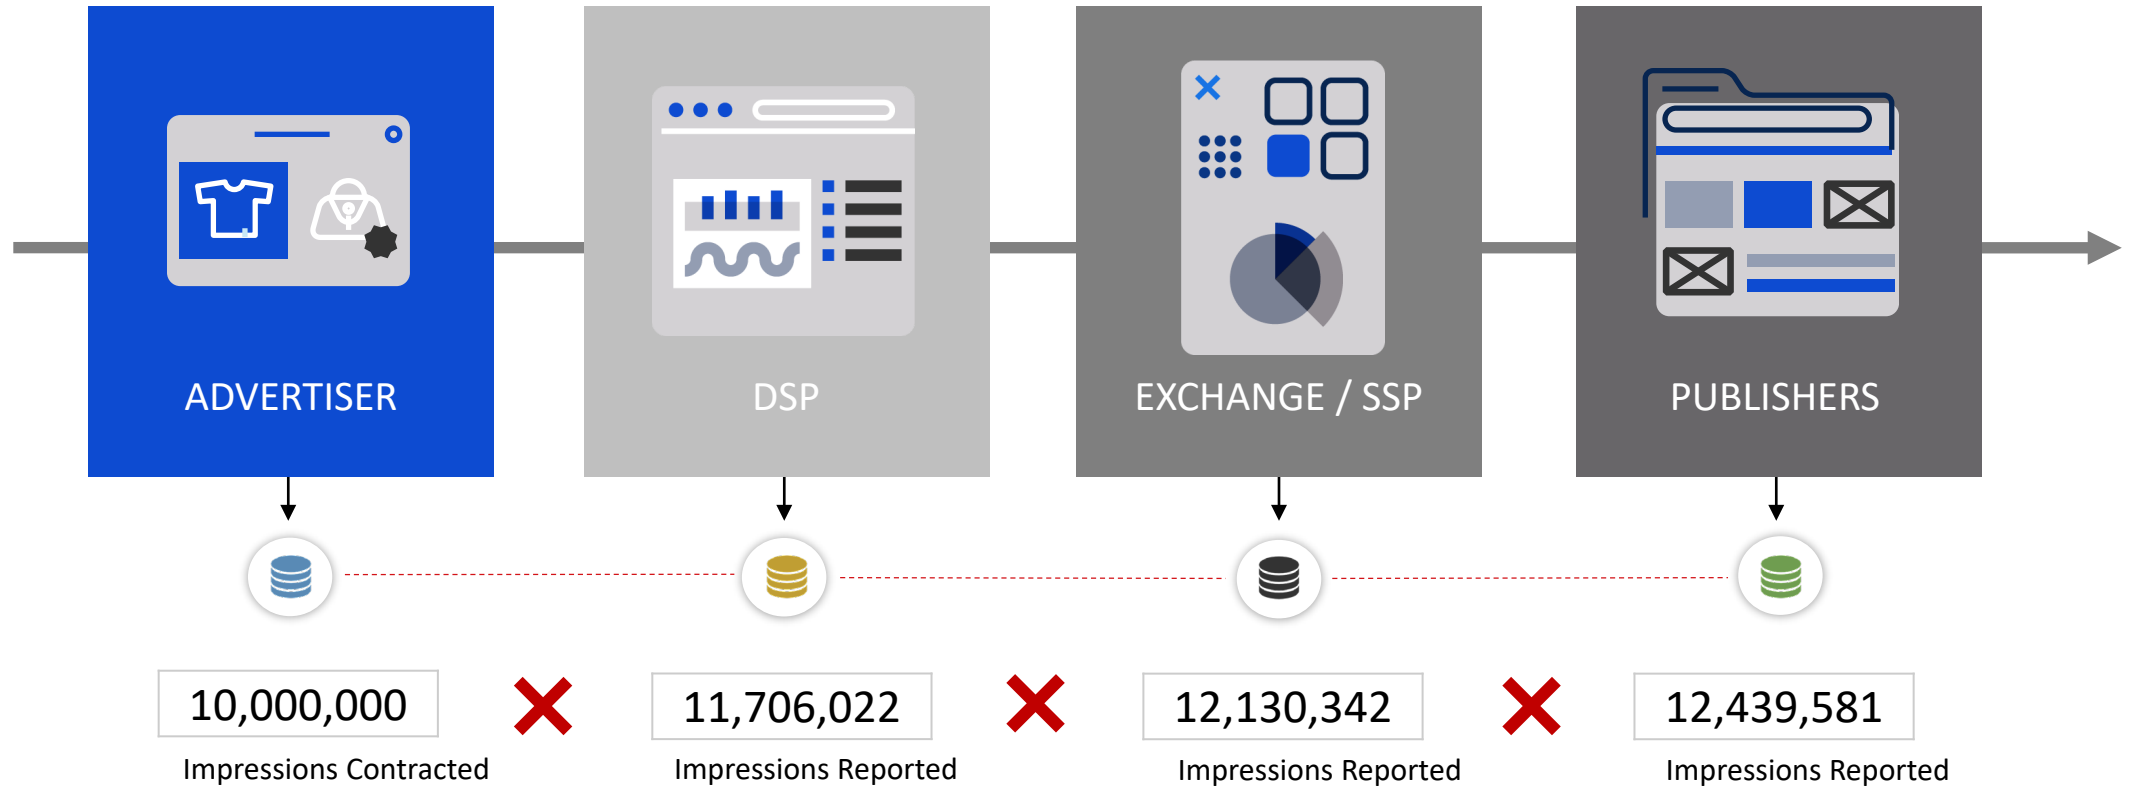 ADVERTISER
DSP
EXCHANGE / SSP
PUBLISHERS
10,000,000
11,706,022
12,130,342
12,439,581
Impressions Contracted
Impressions Reported
Impressions Reported
Impressions Reported